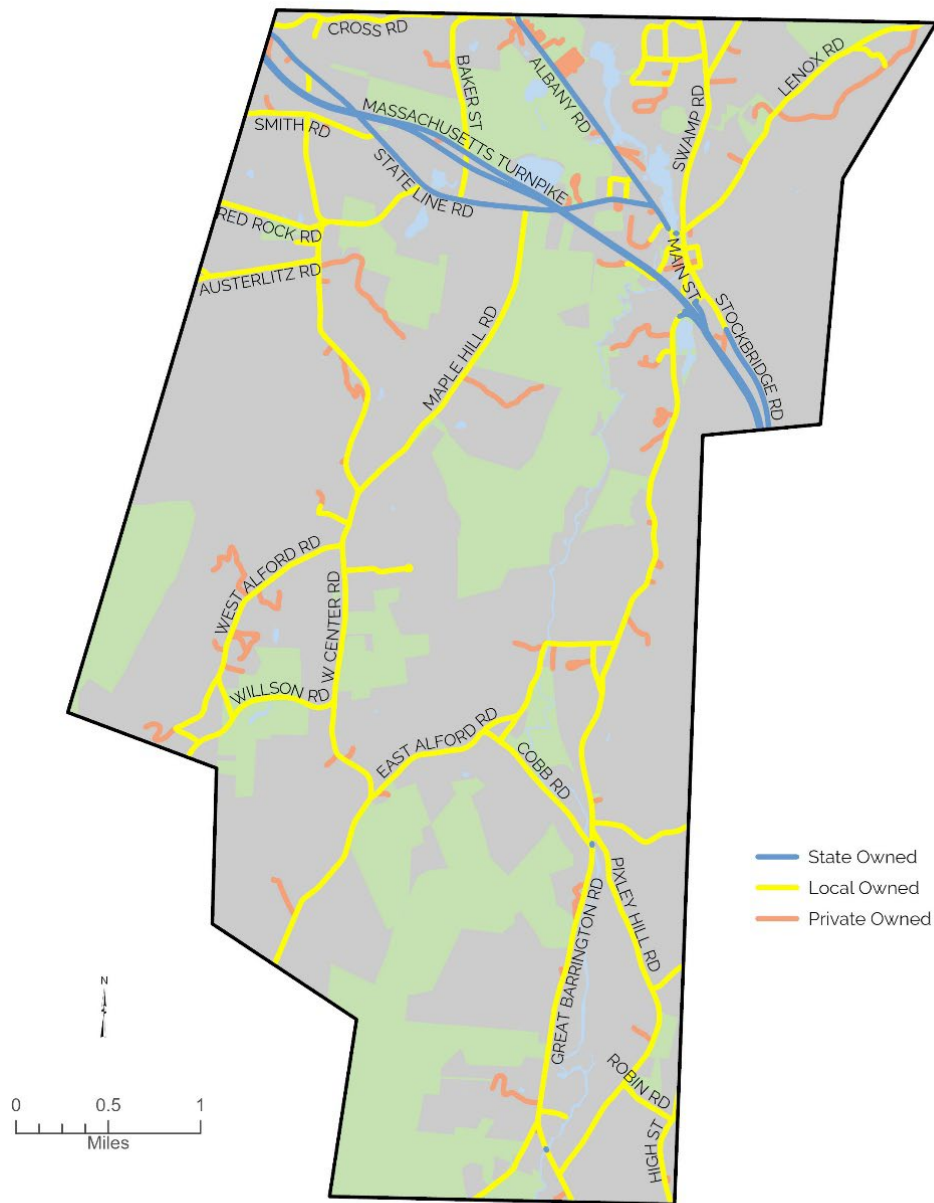 CROSS RD
BAKER ST
ALBANY RD
LENOX RD
SWAMP RD
MASSACHUSETTS TURNPIKE
SMITH RD
STATE LINE RD
RED ROCK RD
AUSTERLITZ RD
MAIN ST
STOCKBRIDGE RD
MAPLE HILL RD
WEST ALFORD RD
W CENTER RD
WILLSON RD
EAST ALFORD RD
COBB RD
State Owned
Local Owned
Private Owned
PIXLEY HILL RD
GREAT BARRINGTON RD
N
ROBIN RD
HIGH ST
0 0.5 1
Miles